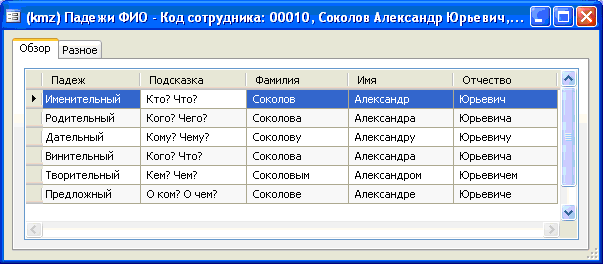 (kmz) Падежи ФИО - Код сотрудника: 00010, Соколов Александр Юрьевич,...
Обзор Разное
Падеж Подсказка Фамилия Имя Отчество
Именительный Кто? Что? Соколов Александр Юрьевич
Родительный Кого? Чего? Соколова Александра Юрьевича
Дательный Кому? Чему? Соколову Александру Юрьевичу
Винительный Кого? Что? Соколова Александра Юрьевича
Творительный Кем? Чем? Соколовым Александром Юрьевичем
Предложный О ком? О чем? Соколове Александре Юрьевиче